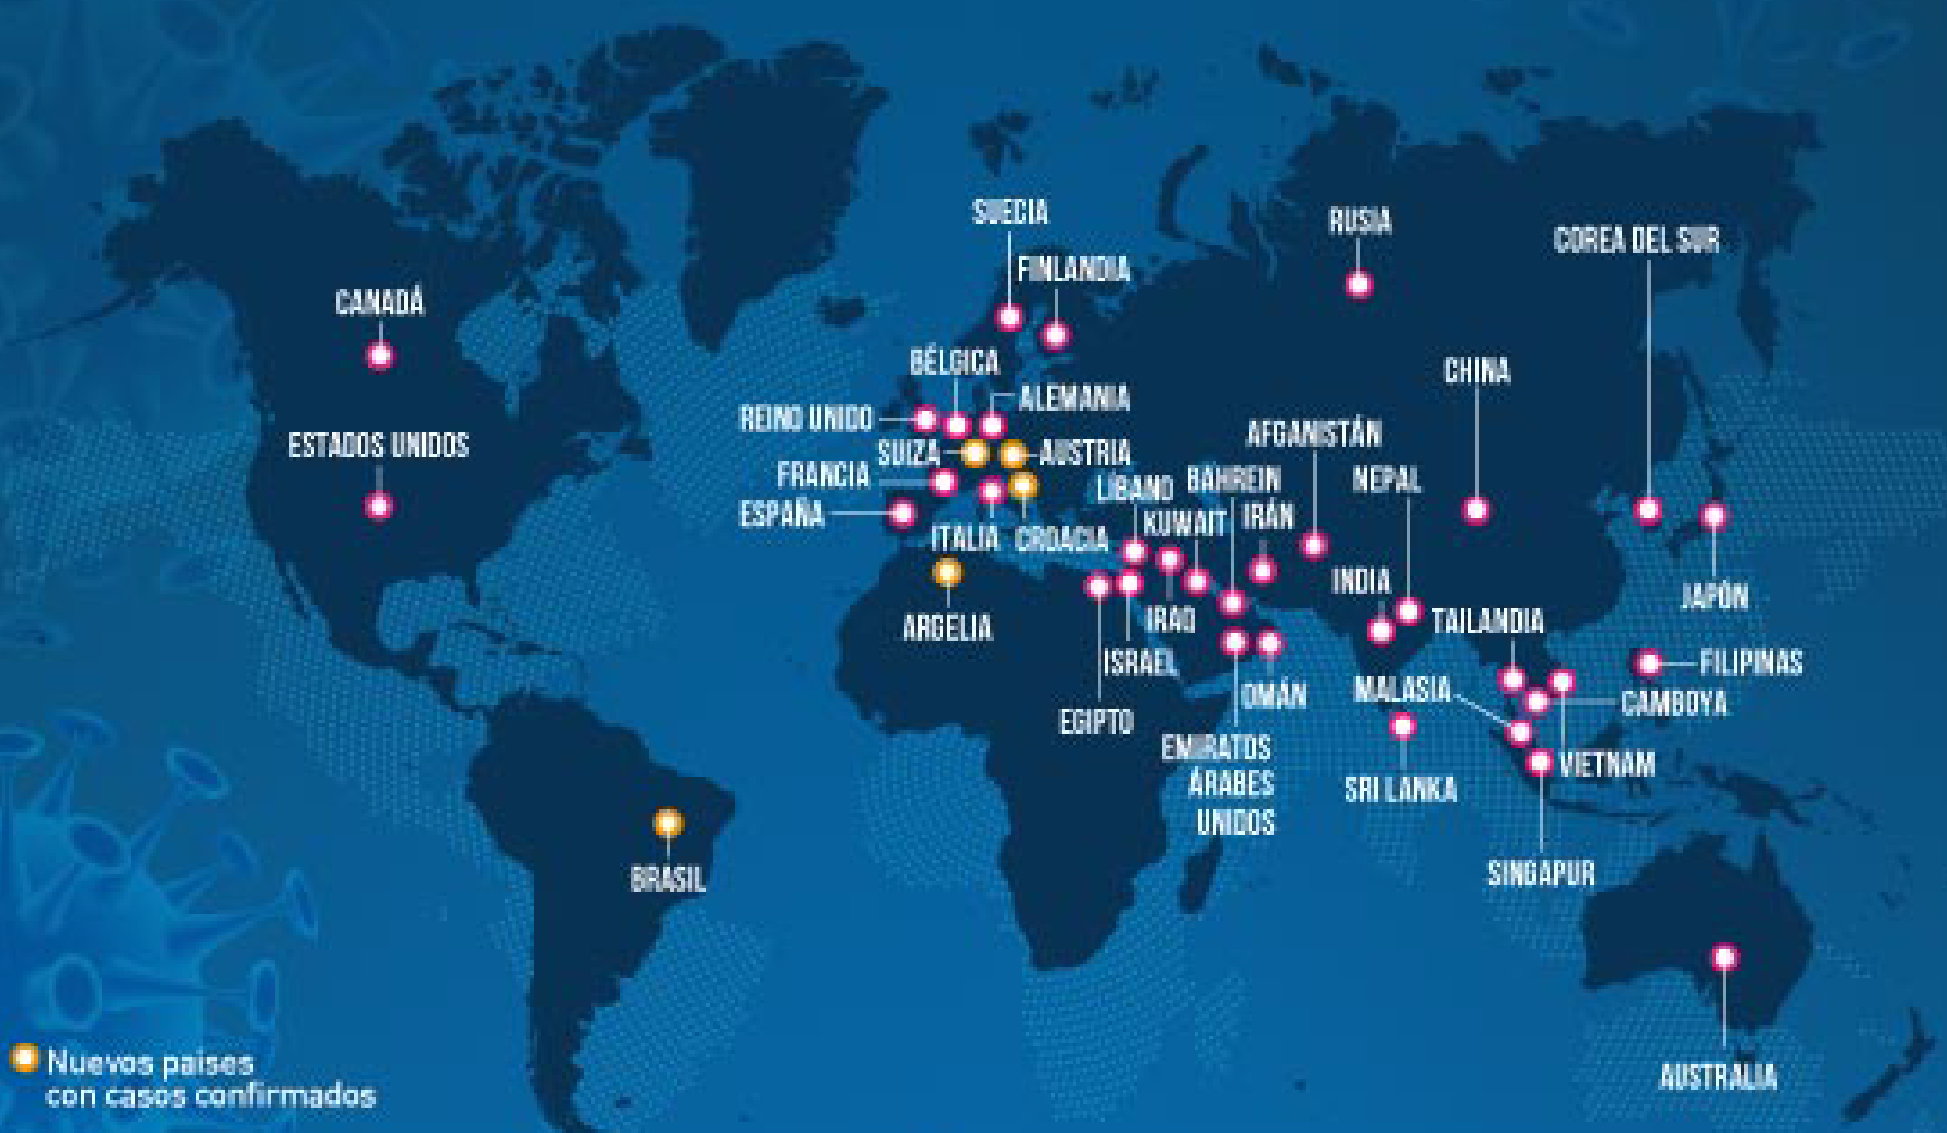 SUECIA
RUSIA
COREA DEL SUR
FINLANDIA
CANADÁ
BÉLGICA
CHINA
ALEMANIA
REINO UNIDO
ESTADOS UNIDOS
AFGANISTÁN
SUIZA
AUSTRIA
FRANCIA
LÍBANO
BAHREIN
NEPAL
ESPAÑA
KUWAIT
IRÁN
ITALIA
CROACIA
INDIA
JAPÓN
ARGELIA
IRAQ
TAILANDIA
ISRAEL
FILIPINAS
MALASIA
OMÁN
CAMBOYA
EGIPTO
EMIRATOS
ÁRABES
UNIDOS
VIETNAM
SRI LANKA
BRASIL
SINGAPUR
AUSTRALIA
Nuevos países
con casos confirmados